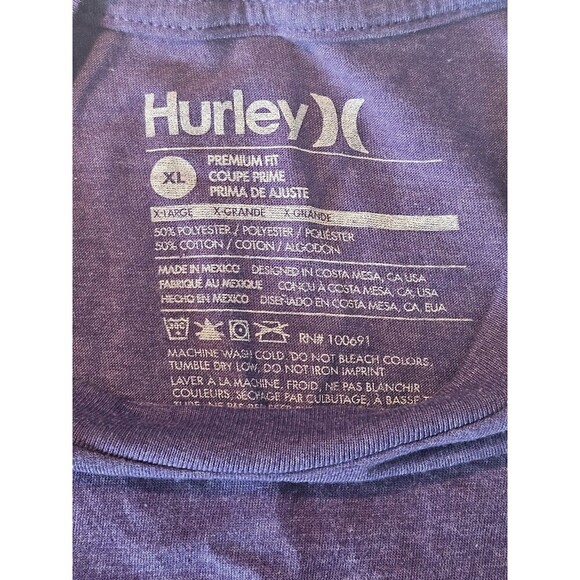 Hurley
XL
PREMIUM FIT
COUPE PRIME
PRIMA DE AJUSTE
X-LARGE X-GRANDE X-GRANDE
50% POLYESTER / POLYESTER / POLIÉSTER
50% COTTON / COTON / ALGODON
MADE IN MEXICO DESIGNED IN COSTA MESA, CA, USA
FABRIQUÉ AU MEXIQUE CONÇU À COSTA MESA, CA, USA
HECHO EN MÉXICO DISEÑADO EN COSTA MESA, CA, EUA
RN# 100691
MACHINE WASH COLD, DO NOT BLEACH COLORS,
TUMBLE DRY LOW, DO NOT IRON IMPRINT
LAVER A LA MACHINE, FROID, NE PAS BLANCHIR
COULEURS, SÉCHAGE PAR CULBUTAGE, À BASSE